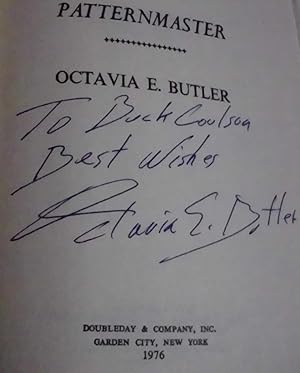 PATTERNMASTER
++++++++++++++++
OCTAVIA E. BUTLER
To Buck Coulson
Best Wishes
Octavia E. Butler
DOUBLEDAY & COMPANY, INC.
GARDEN CITY, NEW YORK
1976